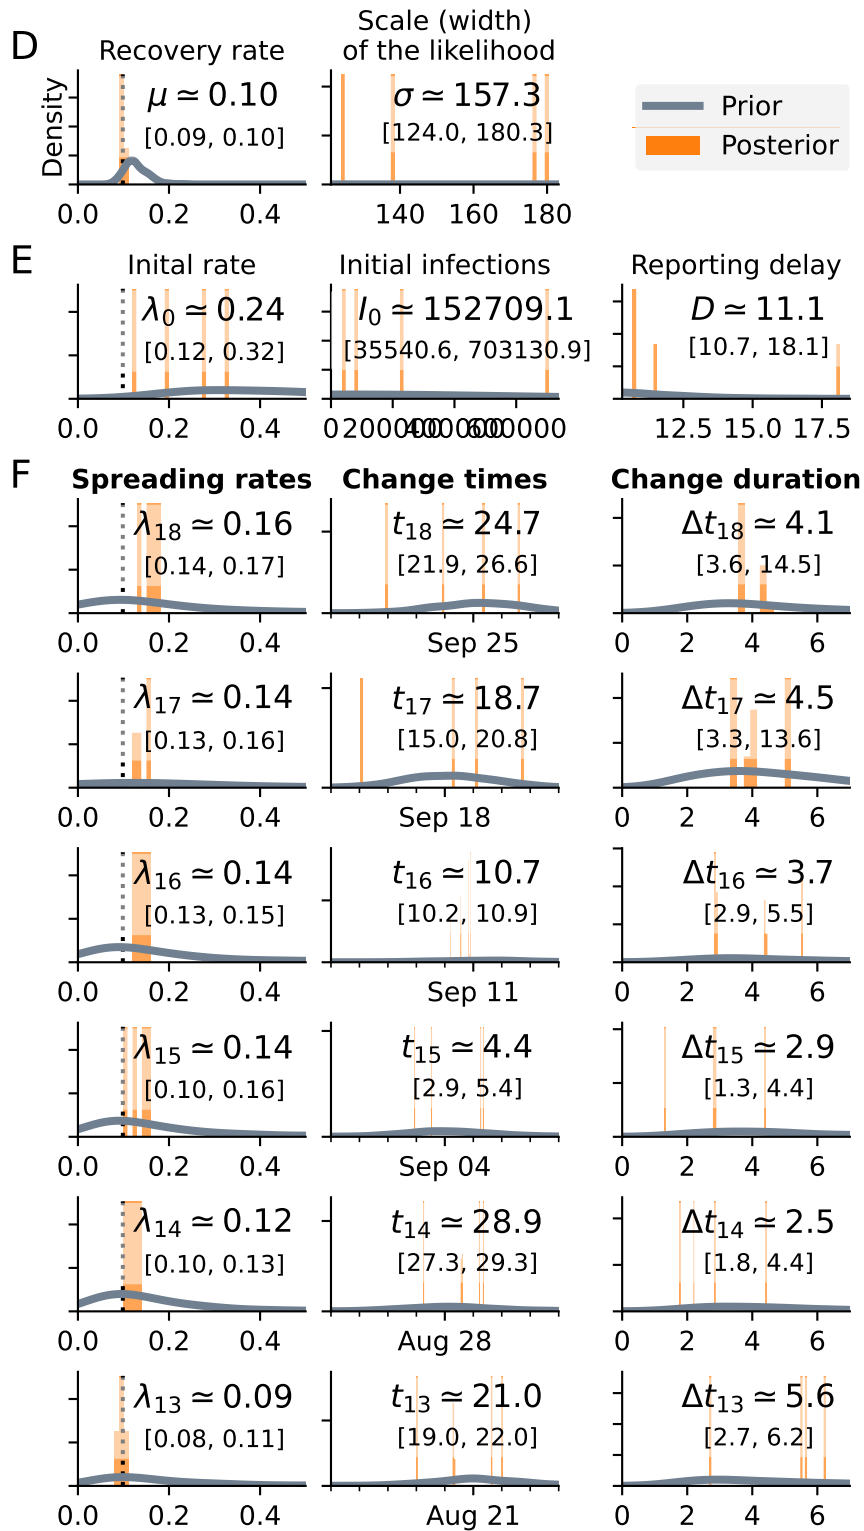 D
Recovery rate
Scale (width)
of the likelihood
Density
μ ≃ 0.10
[0.09, 0.10]
0.0 0.2 0.4
σ ≃ 157.3
[124.0, 180.3]
140 160 180
Prior
Posterior
E
Inital rate
λ0 ≃ 0.24
[0.12, 0.32]
0.0 0.2 0.4
Initial infections
I0 ≃ 152709.1
[35540.6, 703130.9]
0 200000 400000 600000
Reporting delay
D ≃ 11.1
[10.7, 18.1]
12.5 15.0 17.5
F
Spreading rates Change times Change duration
λ18 ≃ 0.16
[0.14, 0.17]
0.0 0.2 0.4
t18 ≃ 24.7
[21.9, 26.6]
Sep 25
Δt18 ≃ 4.1
[3.6, 14.5]
0 2 4 6
λ17 ≃ 0.14
[0.13, 0.16]
0.0 0.2 0.4
t17 ≃ 18.7
[15.0, 20.8]
Sep 18
Δt17 ≃ 4.5
[3.3, 13.6]
0 2 4 6
λ16 ≃ 0.14
[0.13, 0.15]
0.0 0.2 0.4
t16 ≃ 10.7
[10.2, 10.9]
Sep 11
Δt16 ≃ 3.7
[2.9, 5.5]
0 2 4 6
λ15 ≃ 0.14
[0.10, 0.16]
0.0 0.2 0.4
t15 ≃ 4.4
[2.9, 5.4]
Sep 04
Δt15 ≃ 2.9
[1.3, 4.4]
0 2 4 6
λ14 ≃ 0.12
[0.10, 0.13]
0.0 0.2 0.4
t14 ≃ 28.9
[27.3, 29.3]
Aug 28
Δt14 ≃ 2.5
[1.8, 4.4]
0 2 4 6
λ13 ≃ 0.09
[0.08, 0.11]
0.0 0.2 0.4
t13 ≃ 21.0
[19.0, 22.0]
Aug 21
Δt13 ≃ 5.6
[2.7, 6.2]
0 2 4 6